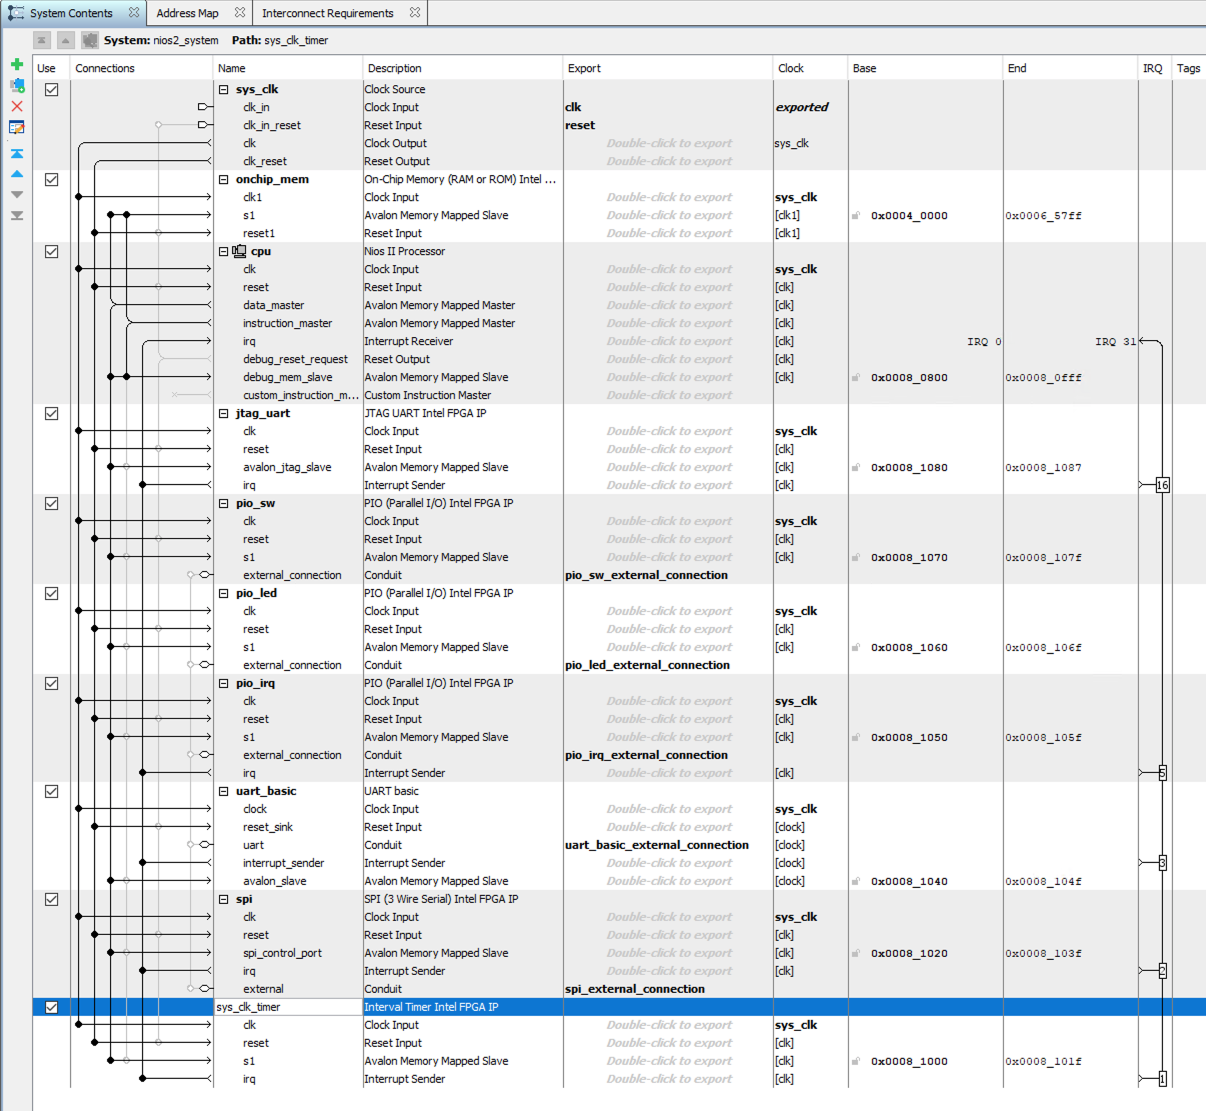 System Contents Address Map Interconnect Requirements
System: nios2_system Path: sys_clk_timer
Use Connections Name Description Export Clock Base End IRQ Tags
sys_clk Clock Source
clk_in Clock Input clk exported
clk_in_reset Reset Input reset
clk Clock Output Double-click to export sys_clk
clk_reset Reset Output Double-click to export
onchip_mem On-Chip Memory (RAM or ROM) Intel ...
clk1 Clock Input Double-click to export sys_clk
s1 Avalon Memory Mapped Slave Double-click to export [clk1] 0x0004_0000 0x0006_57ff
reset1 Reset Input Double-click to export [clk1]
cpu Nios II Processor
clk Clock Input Double-click to export sys_clk
reset Reset Input Double-click to export [clk]
data_master Avalon Memory Mapped Master Double-click to export [clk]
instruction_master Avalon Memory Mapped Master Double-click to export [clk]
irq Interrupt Receiver Double-click to export [clk] IRQ 0 IRQ 31
debug_reset_request Reset Output Double-click to export [clk]
debug_mem_slave Avalon Memory Mapped Slave Double-click to export [clk] 0x0008_0800 0x0008_0fff
custom_instruction_m... Custom Instruction Master Double-click to export
jtag_uart JTAG UART Intel FPGA IP
clk Clock Input Double-click to export sys_clk
reset Reset Input Double-click to export [clk]
avalon_jtag_slave Avalon Memory Mapped Slave Double-click to export [clk] 0x0008_1080 0x0008_1087
irq Interrupt Sender Double-click to export [clk] 16
pio_sw PIO (Parallel I/O) Intel FPGA IP
clk Clock Input Double-click to export sys_clk
reset Reset Input Double-click to export [clk]
s1 Avalon Memory Mapped Slave Double-click to export [clk] 0x0008_1070 0x0008_107f
external_connection Conduit pio_sw_external_connection
pio_led PIO (Parallel I/O) Intel FPGA IP
clk Clock Input Double-click to export sys_clk
reset Reset Input Double-click to export [clk]
s1 Avalon Memory Mapped Slave Double-click to export [clk] 0x0008_1060 0x0008_106f
external_connection Conduit pio_led_external_connection
pio_irq PIO (Parallel I/O) Intel FPGA IP
clk Clock Input Double-click to export sys_clk
reset Reset Input Double-click to export [clk]
s1 Avalon Memory Mapped Slave Double-click to export [clk] 0x0008_1050 0x0008_105f
external_connection Conduit pio_irq_external_connection
irq Interrupt Sender Double-click to export [clk] 5
uart_basic UART basic
clock Clock Input Double-click to export sys_clk
reset_sink Reset Input Double-click to export [clock]
uart Conduit uart_basic_external_connection [clock]
interrupt_sender Interrupt Sender Double-click to export [clock] 3
avalon_slave Avalon Memory Mapped Slave Double-click to export [clock] 0x0008_1040 0x0008_104f
spi SPI (3 Wire Serial) Intel FPGA IP
clk Clock Input Double-click to export sys_clk
reset Reset Input Double-click to export [clk]
spi_control_port Avalon Memory Mapped Slave Double-click to export [clk] 0x0008_1020 0x0008_103f
irq Interrupt Sender Double-click to export [clk] 2
external Conduit spi_external_connection
sys_clk_timer Interval Timer Intel FPGA IP
clk Clock Input Double-click to export sys_clk
reset Reset Input Double-click to export [clk]
s1 Avalon Memory Mapped Slave Double-click to export [clk] 0x0008_1000 0x0008_101f
irq Interrupt Sender Double-click to export [clk] 1